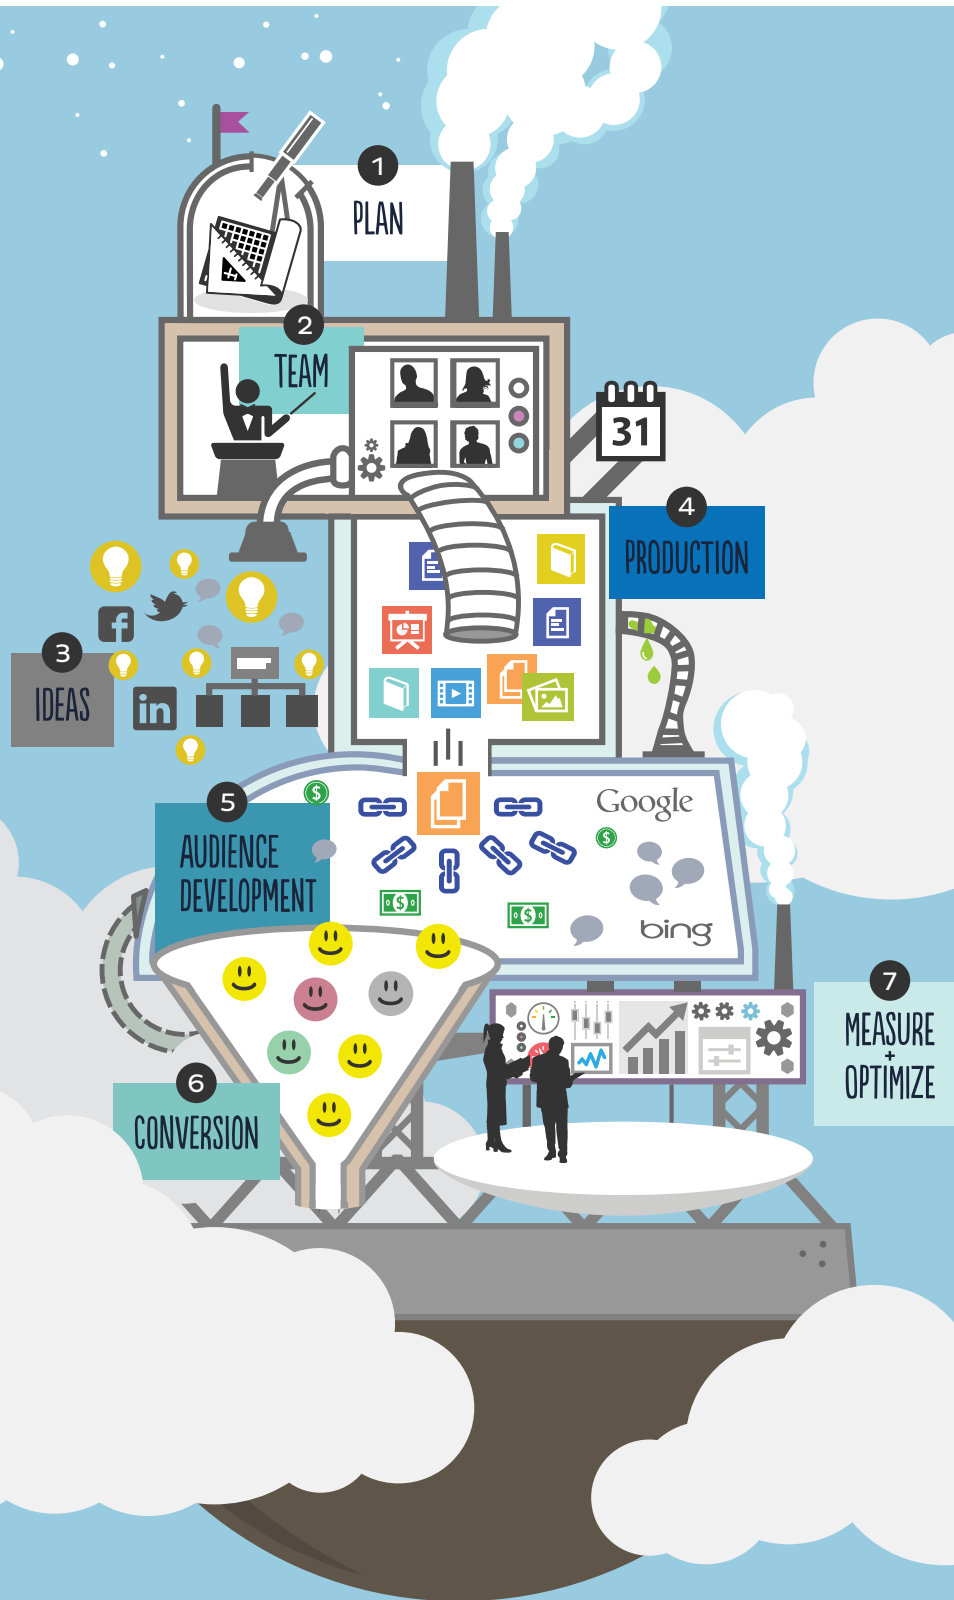 1
PLAN
2
TEAM
31
4
PRODUCTION
3
IDEAS
f
in
5
AUDIENCE
DEVELOPMENT
$
Google
$
$
$
bing
6
CONVERSION
7
MEASURE
+
OPTIMIZE